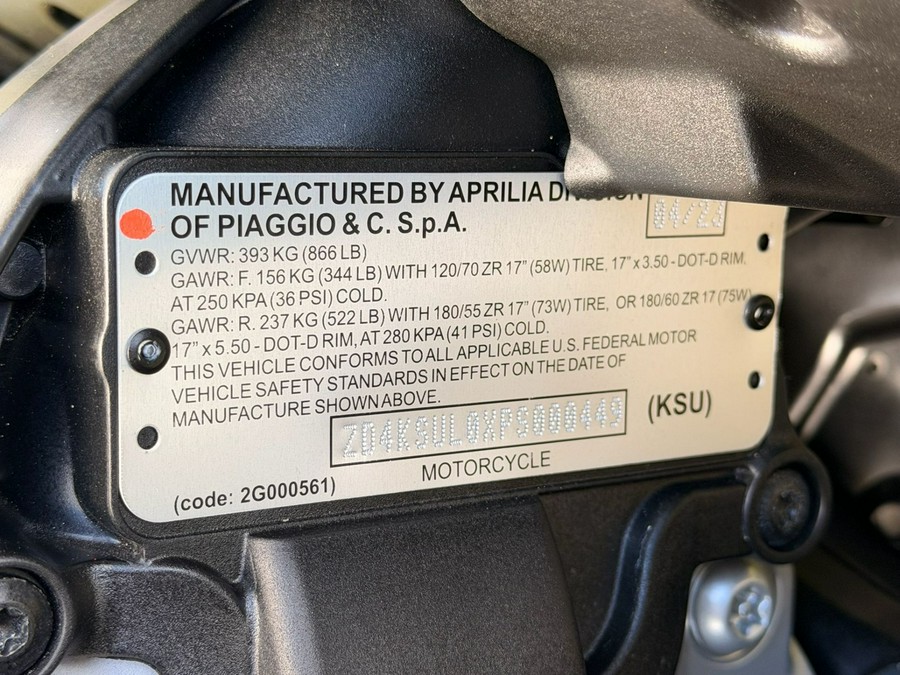 MANUFACTURED BY APRILIA DIVISION
04/23
OF PIAGGIO & C. S.p.A.
GVWR: 393 KG (866 LB)
GAWR: F. 156 KG (344 LB) WITH 120/70 ZR 17" (58W) TIRE, 17" x 3.50 - DOT-D RIM,
AT 250 KPA (36 PSI) COLD.
GAWR: R. 237 KG (522 LB) WITH 180/55 ZR 17" (73W) TIRE, OR 180/60 ZR 17 (75W)
17" x 5.50 - DOT-D RIM, AT 280 KPA (41 PSI) COLD.
THIS VEHICLE CONFORMS TO ALL APPLICABLE U.S. FEDERAL MOTOR
VEHICLE SAFETY STANDARDS IN EFFECT ON THE DATE OF
MANUFACTURE SHOWN ABOVE.
ZD4KSUL0XPS000449 (KSU)
MOTORCYCLE
(code: 2G000561)